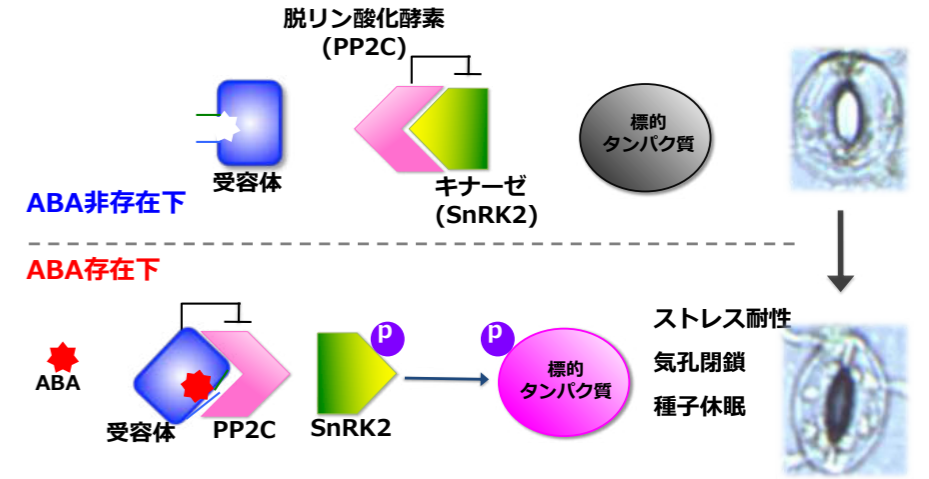 脱リン酸化酵素
(PP2C)
標的
タンパク質
受容体
キナーゼ
(SnRK2)
ABA非存在下
ABA存在下
ストレス耐性
気孔閉鎖
種子休眠
p
p
標的
タンパク質
ABA
受容体
PP2C
SnRK2